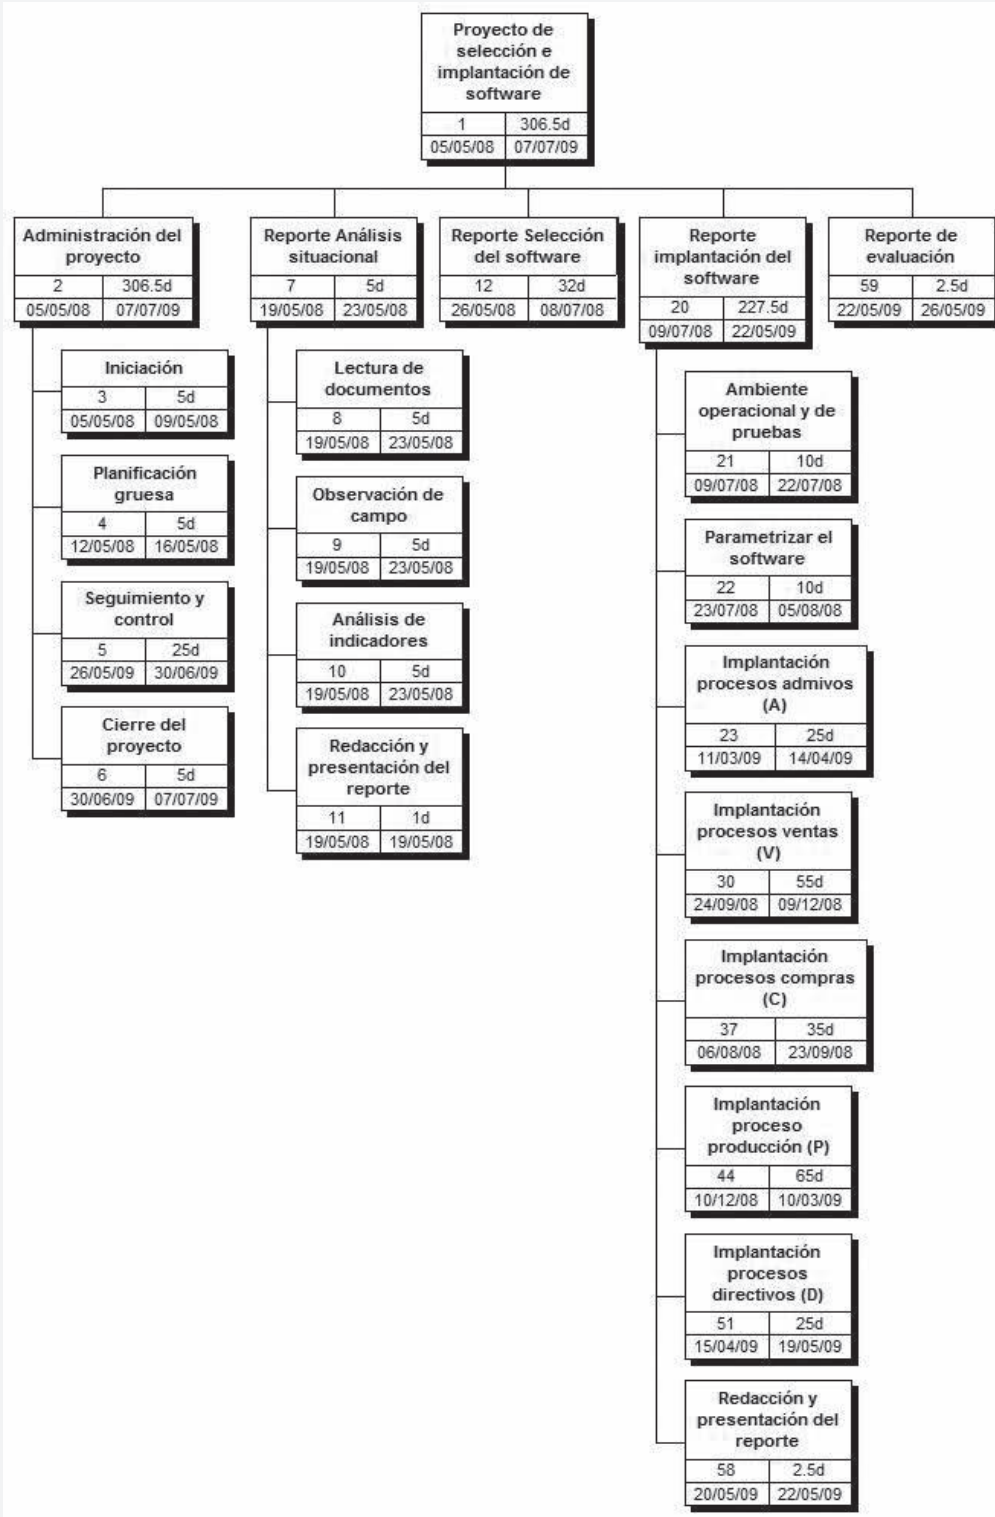 Proyecto de
selección e
implantación de
software
1 306.5d
05/05/08 07/07/09
Administración del
proyecto
2 306.5d
05/05/08 07/07/09
Iniciación
3 5d
05/05/08 09/05/08
Planificación
gruesa
4 5d
12/05/08 16/05/08
Seguimiento y
control
5 25d
26/05/09 30/06/09
Cierre del
proyecto
6 5d
30/06/09 07/07/09
Reporte Análisis
situacional
7 5d
19/05/08 23/05/08
Lectura de
documentos
8 5d
19/05/08 23/05/08
Observación de
campo
9 5d
19/05/08 23/05/08
Análisis de
indicadores
10 5d
19/05/08 23/05/08
Redacción y
presentación del
reporte
11 1d
19/05/08 19/05/08
Reporte Selección
del software
12 32d
26/05/08 08/07/08
Reporte
implantación del
software
20 227.5d
09/07/08 22/05/09
Ambiente
operacional y de
pruebas
21 10d
09/07/08 22/07/08
Parametrizar el
software
22 10d
23/07/08 05/08/08
Implantación
procesos admivos
(A)
23 25d
11/03/09 14/04/09
Implantación
procesos ventas
(V)
30 55d
24/09/08 09/12/08
Implantación
procesos compras
(C)
37 35d
06/08/08 23/09/08
Implantación
proceso
producción (P)
44 65d
10/12/08 10/03/09
Implantación
procesos
directivos (D)
51 25d
15/04/09 19/05/09
Redacción y
presentación del
reporte
58 2.5d
20/05/09 22/05/09
Reporte de
evaluación
59 2.5d
22/05/09 26/05/09